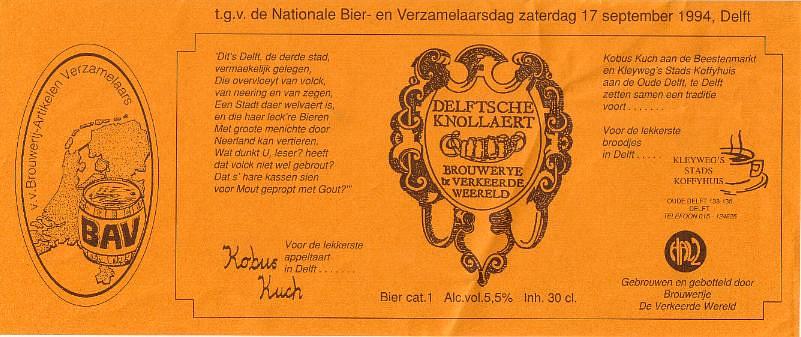 t.g.v. de Nationale Bier- en Verzamelaarsdag zaterdag 17 september 1994, Delft
v.v.Brouwerij-Artikelen Verzamelaars
BAV
'Dit's Delft, de derde stad,
vermaekelijk gelegen,
Die overvloeyt van volck,
van neering en van zegen,
Een Stadt daer welvaert is,
en die haer leck're Bieren
Met groote menichte door
Neerland kan vertieren.
Wat dunkt U, leser? heeft
dat volck niet wel gebrout?
Dat s' hare kassen sien
voor Mout gepropt met Gout?'"
Voor de lekkerste
appeltaart
in Delft . . . . . . .
Kobus
Kuch
DELFTSCHE
KNOLLAERT
BROUWERYE
te VERKEERDE
WEERELD
Bier cat.1 Alc.vol.5,5% Inh. 30 cl.
Kobus Kuch aan de Beestenmarkt
en Kleyweg's Stads Koffyhuis
aan de Oude Delft, te Delft
zetten samen een traditie
voort . . . . . . .
Voor de lekkerste
broodjes
in Delft . . . . .
KLEYWEG'S
STADS
KOFFYHUIS
OUDE DELFT 133-135
DELFT
TELEFOON 015 - 124625
Gebrouwen en gebotteld door
Brouwerije
De Verkeerde Wereld